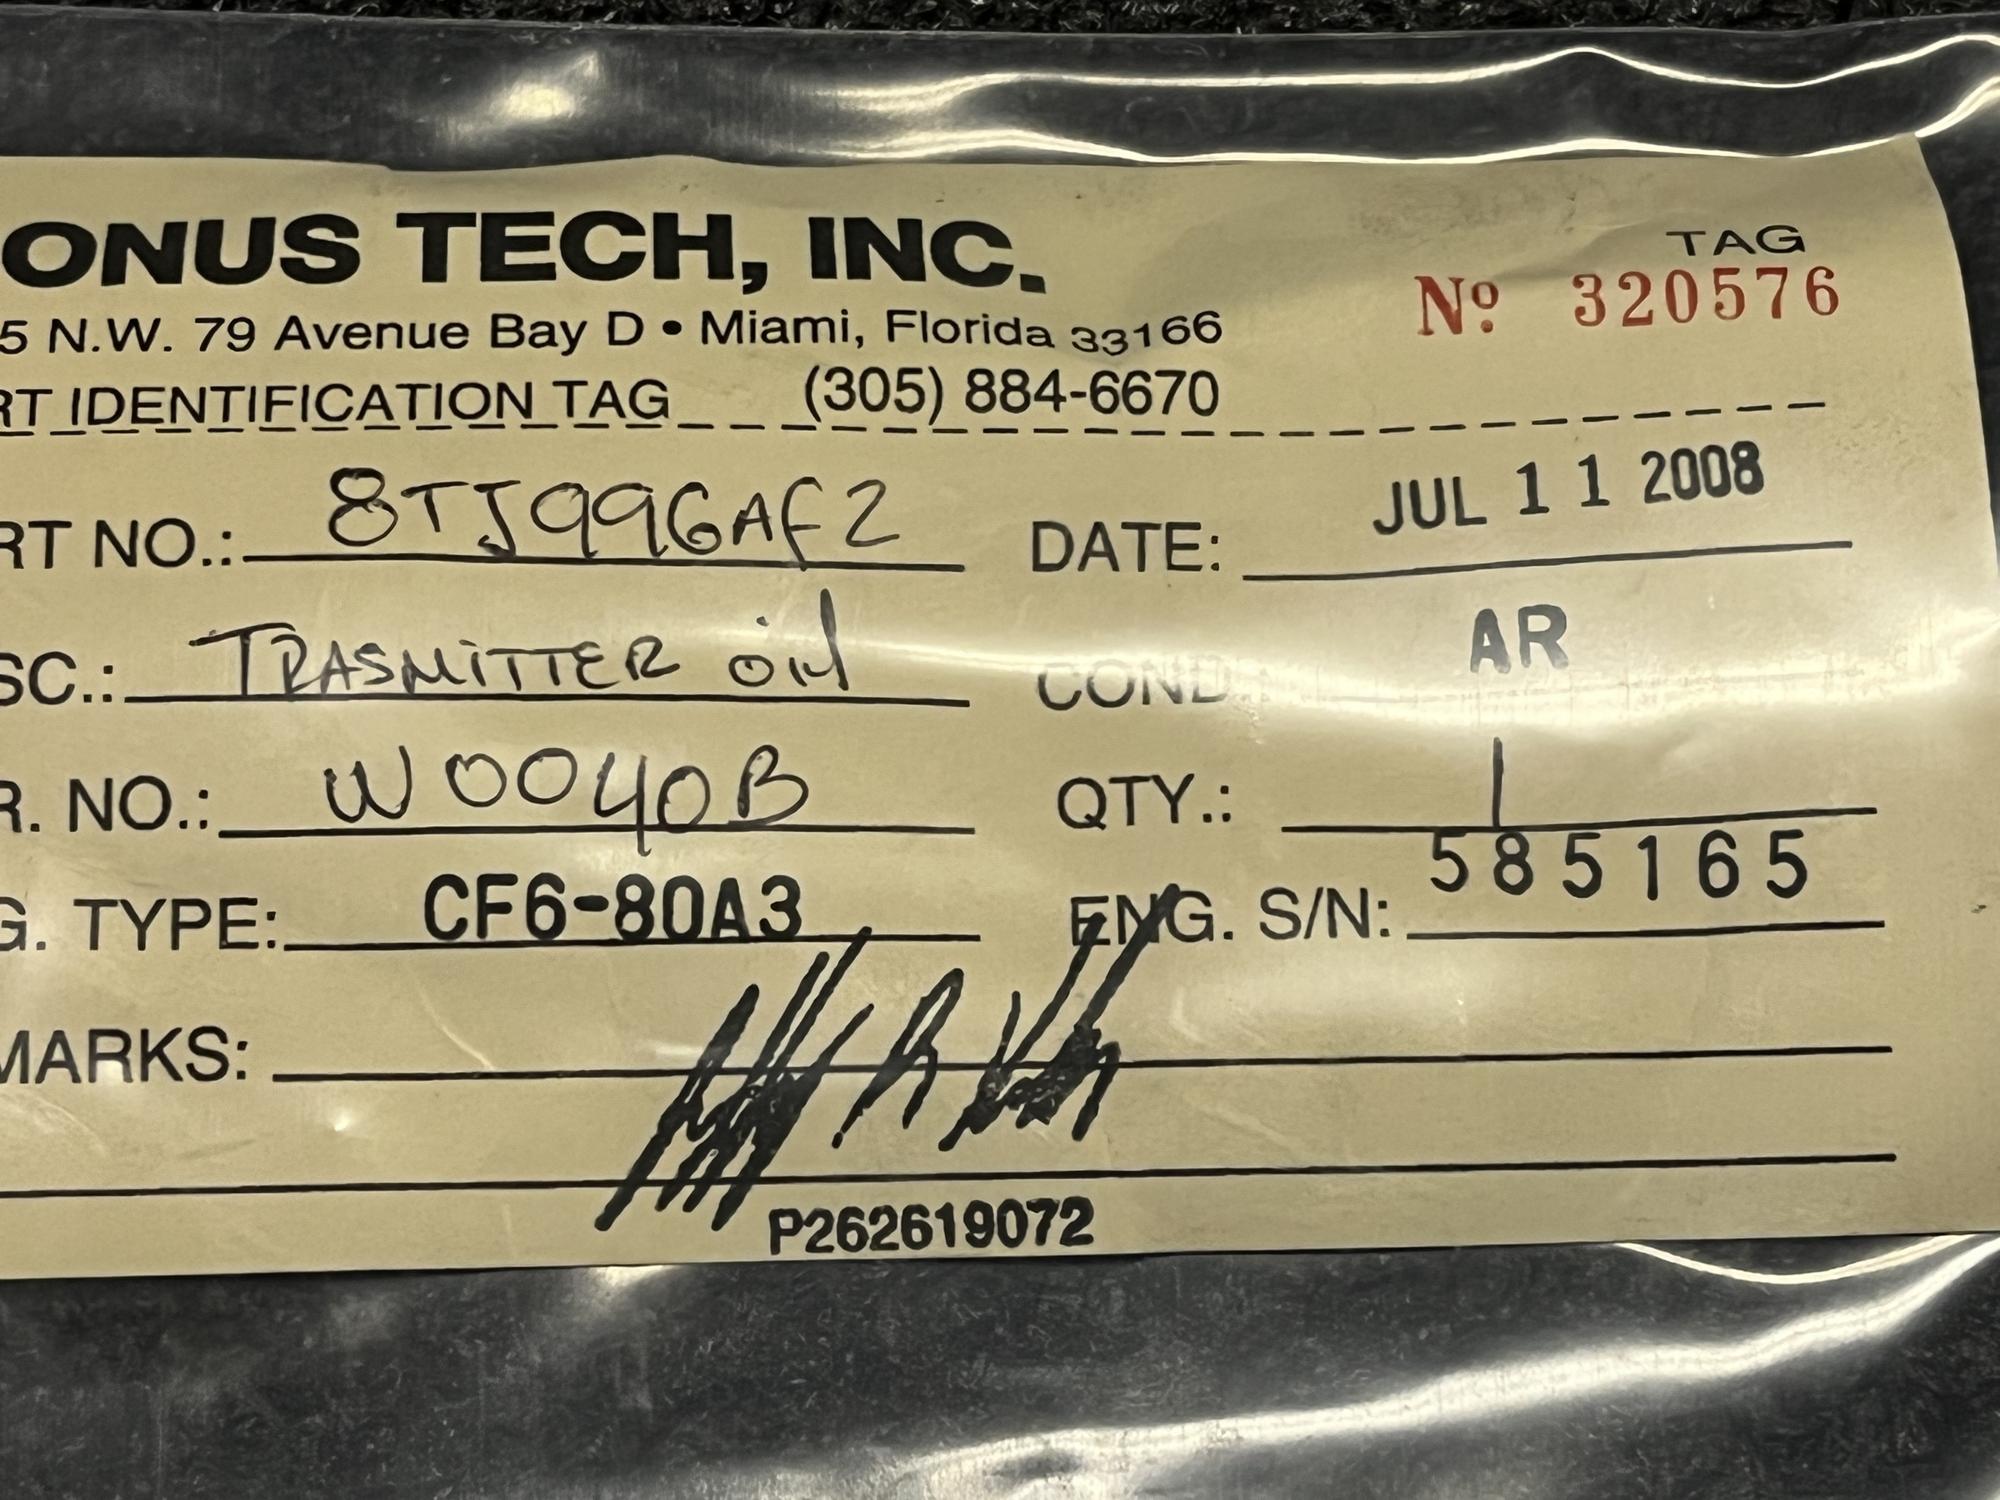 ONUS TECH, INC.
TAG
Nº 320576
5 N.W. 79 Avenue Bay D • Miami, Florida 33166
RT IDENTIFICATION TAG (305) 884-6670
RT NO.: 8TJ996AF2 DATE: JUL 11 2008
SC.: TRASMITTER oil COND. AR
R. NO.: W0040B QTY.: 1
G. TYPE: CF6-80A3 ENG. S/N: 585165
MARKS:
P262619072